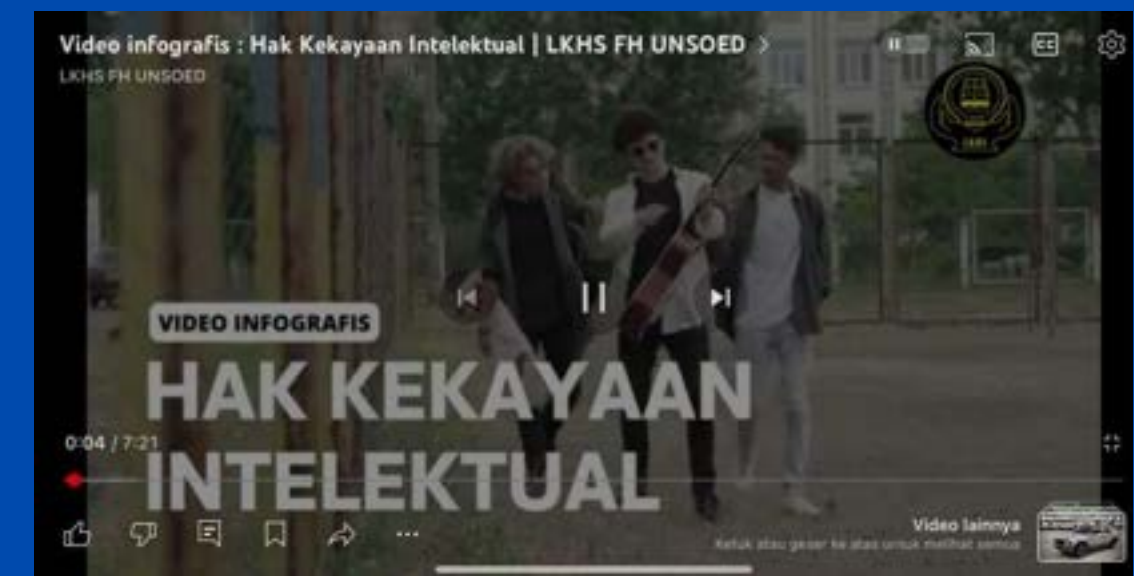 Video infografis : Hak Kekayaan Intelektual | LKHS FH UNSOED >
LKHS FH UNSOED
CC
VIDEO INFOGRAFIS
HAK KEKAYAAN
INTELEKTUAL
0:04 / 7:21
Video lainnya
Ketuk atau geser ke atas untuk melihat semua